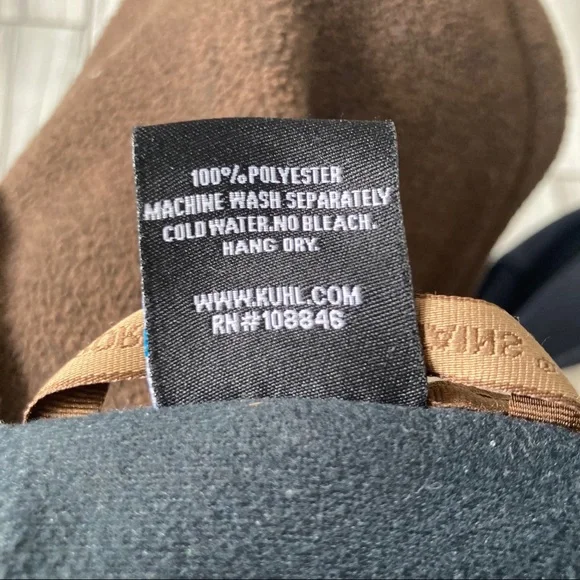 100% POLYESTER
MACHINE WASH SEPARATELY
COLD WATER. NO BLEACH.
HANG DRY.
WWW.KUHL.COM
RN#108846